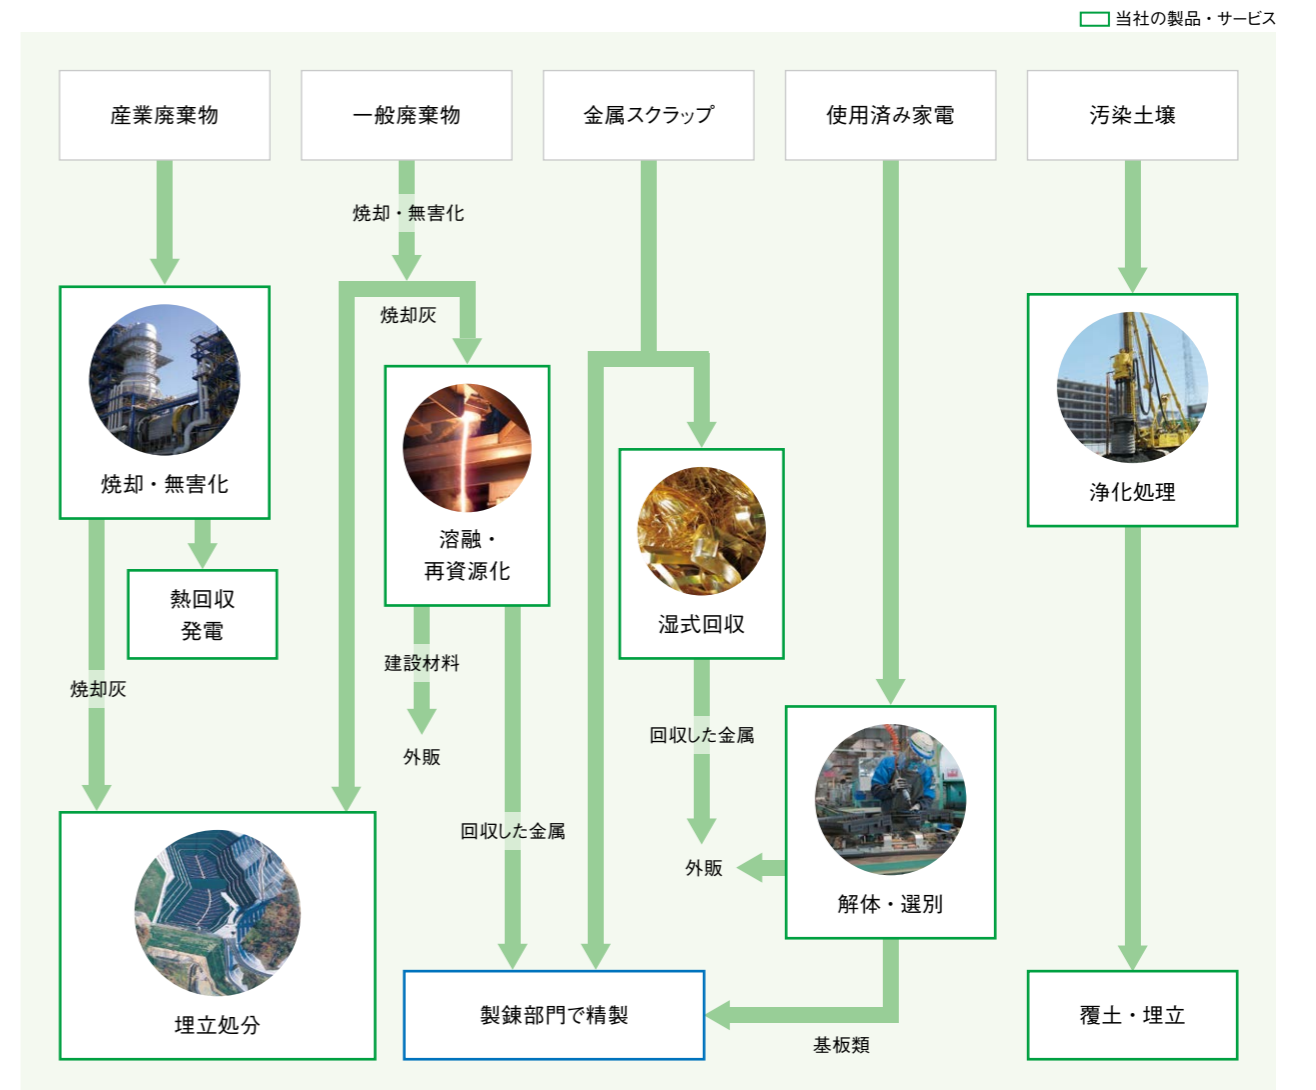 当社の製品・サービス
産業廃棄物
一般廃棄物
金属スクラップ
使用済み家電
汚染土壌
焼却・無害化
焼却灰
焼却・無害化
溶融・
再資源化
浄化処理
熱回収
発電
湿式回収
焼却灰
建設材料
外販
回収した金属
回収した金属
外販
解体・選別
埋立処分
製錬部門で精製
基板類
覆土・埋立